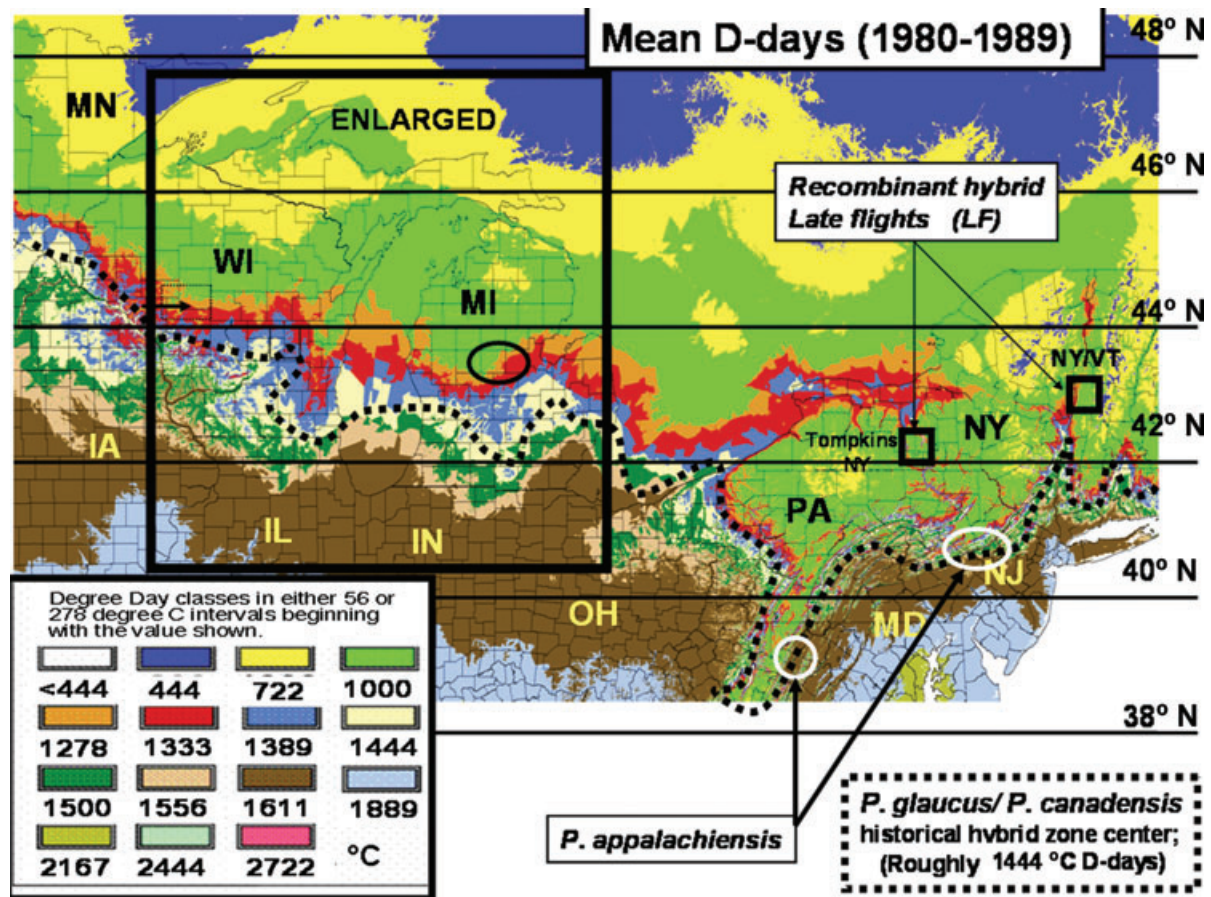 Mean D-days (1980-1989)
48° N
MN
ENLARGED
46° N
Recombinant hybrid
Late flights (LF)
WI
MI
44° N
NY/VT
42° N
Tompkins
NY
NY
IA
PA
IL
IN
40° N
NJ
OH
MD
38° N
Degree Day classes in either 56 or
278 degree C intervals beginning
with the value shown.
<444 444 722 1000
1278 1333 1389 1444
1500 1556 1611 1889
2167 2444 2722 °C
P. appalachiensis
P. glaucus/ P. canadensis
historical hvbrid zone center;
(Roughly 1444 °C D-days)